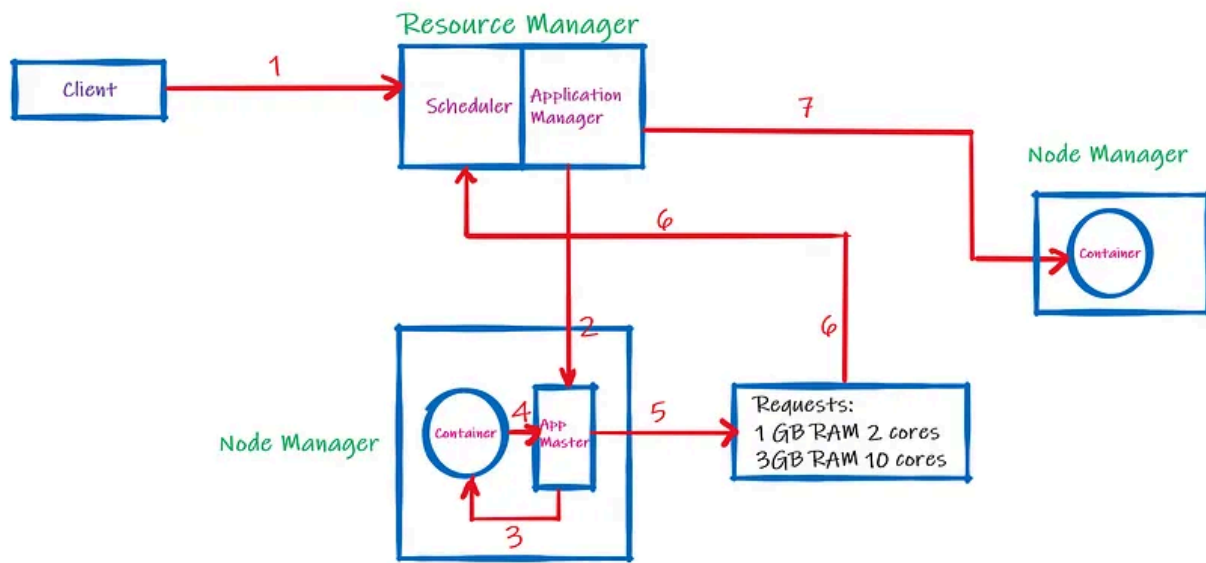 Resource Manager
Client
1
Scheduler
Application
Manager
7
Node Manager
Container
6
6
2
Node Manager
Container
4
App
Master
5
3
Requests:
1 GB RAM 2 cores
3GB RAM 10 cores